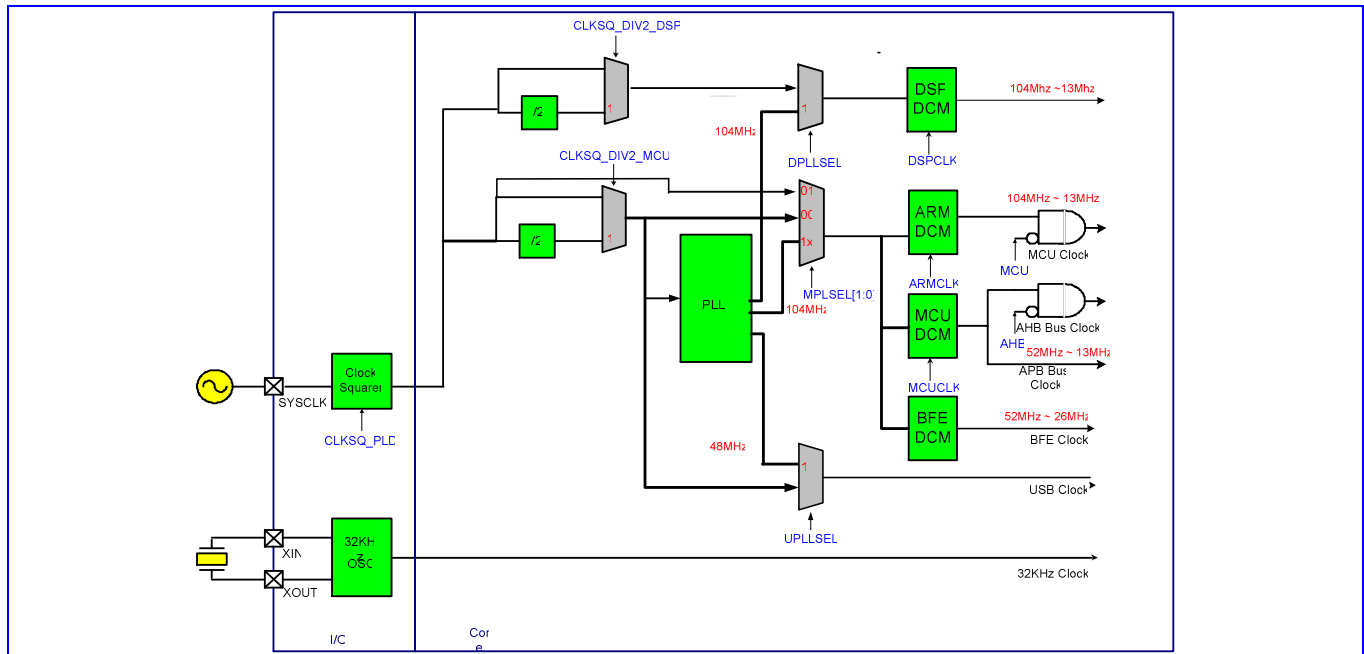 CLKSQ_DIV2_DSP
/2
1
1
104MHz
DPLLSEL
DSF
DCM
104Mhz ~13Mhz
DSPCLK
CLKSQ_DIV2_MCU
/2
1
01
00
1x
MPLSEL[1:0]
PLL
104MHz
ARM
DCM
104MHz ~ 13MHz
MCU Clock
MCU
ARMCLK
MCU
DCM
AHB Bus Clock
AHB
52MHz ~ 13MHz
APB Bus
Clock
MCUCLK
BFE
DCM
52MHz ~ 26MHz
BFE Clock
Clock
Squarer
SYSCLK
CLKSQ_PLD
48MHz
1
USB Clock
UPLLSEL
32KH
z
OSC
XIN
XOUT
32KHz Clock
I/C
Cor
e